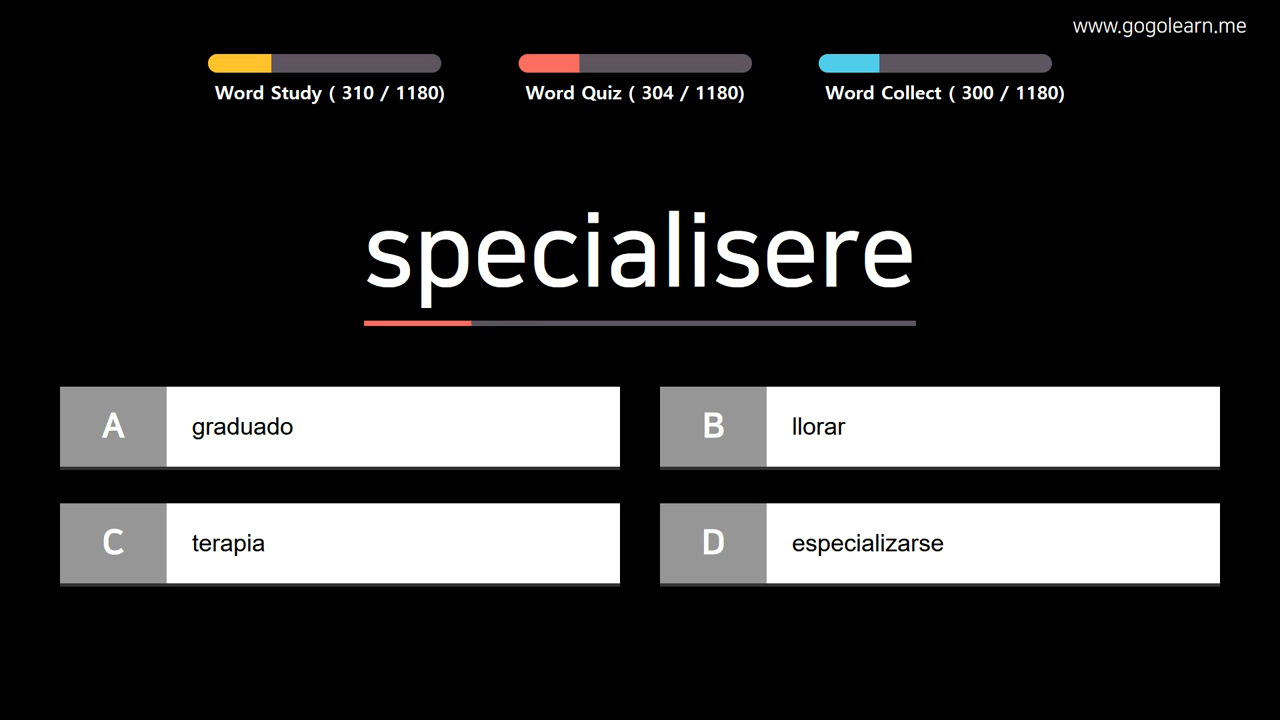 www.gogolearn.me
Word Study ( 310 / 1180)
Word Quiz ( 304 / 1180)
Word Collect ( 300 / 1180)
specialisere
A graduado
B llorar
C terapia
D especializarse